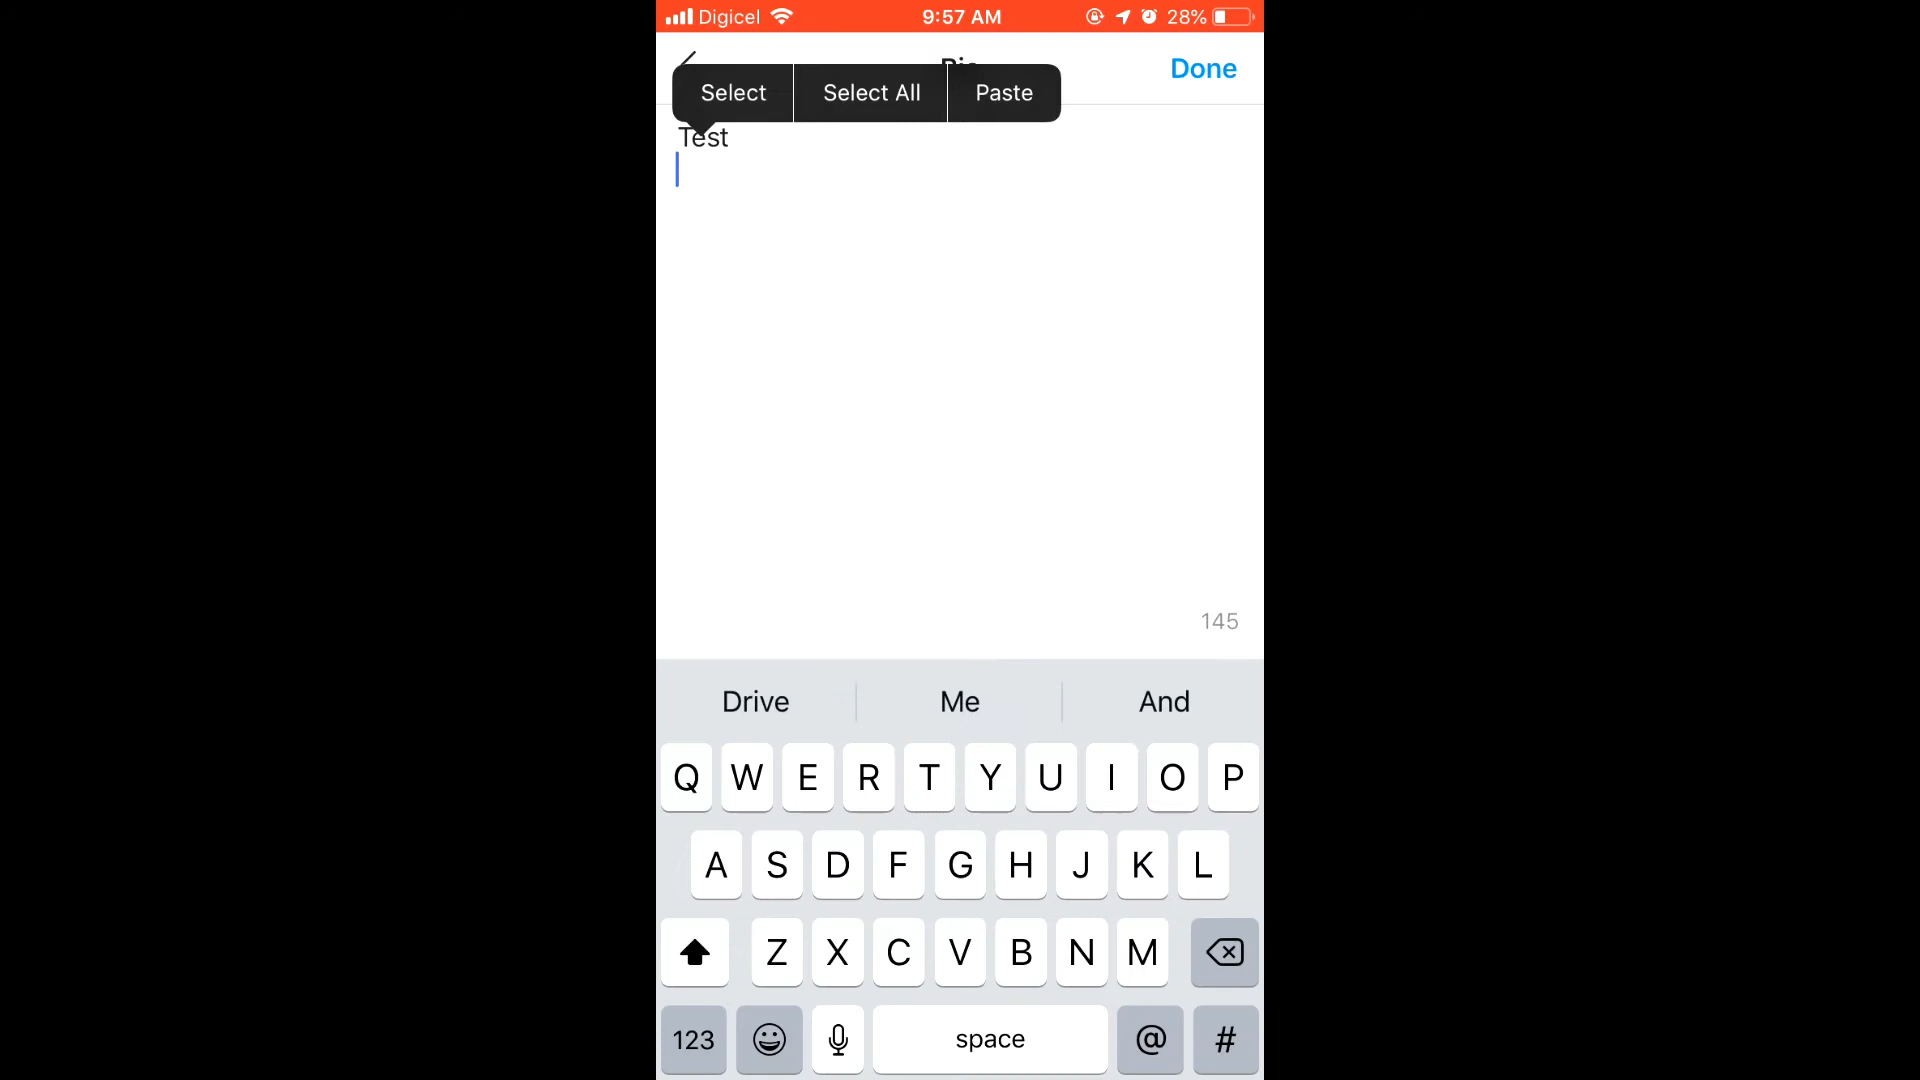 Digicel 9:57 AM 28%
Done
Select Select All Paste
Test
145
Drive Me And
Q W E R T Y U I O P
A S D F G H J K L
Z X C V B N M
123 space @ #